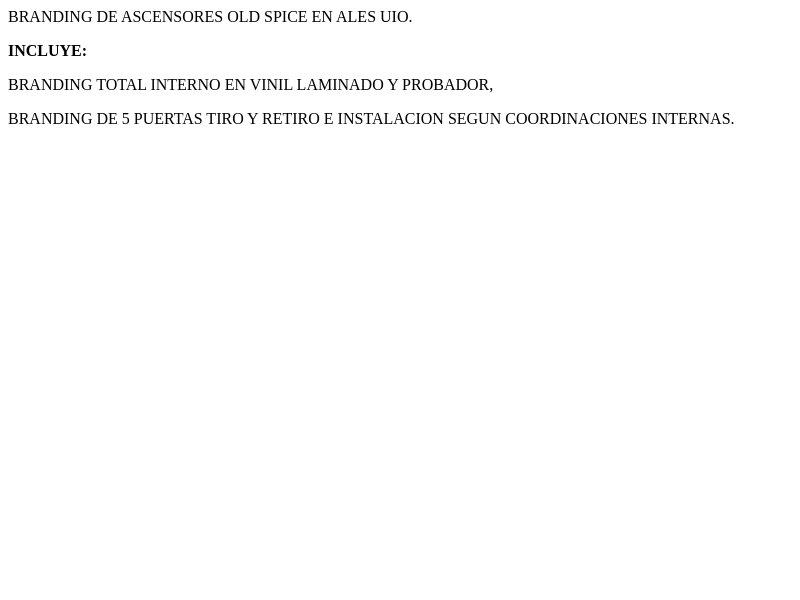 BRANDING DE ASCENSORES OLD SPICE EN ALES UIO.
INCLUYE:
BRANDING TOTAL INTERNO EN VINIL LAMINADO Y PROBADOR,
BRANDING DE 5 PUERTAS TIRO Y RETIRO E INSTALACION SEGUN COORDINACIONES INTERNAS.